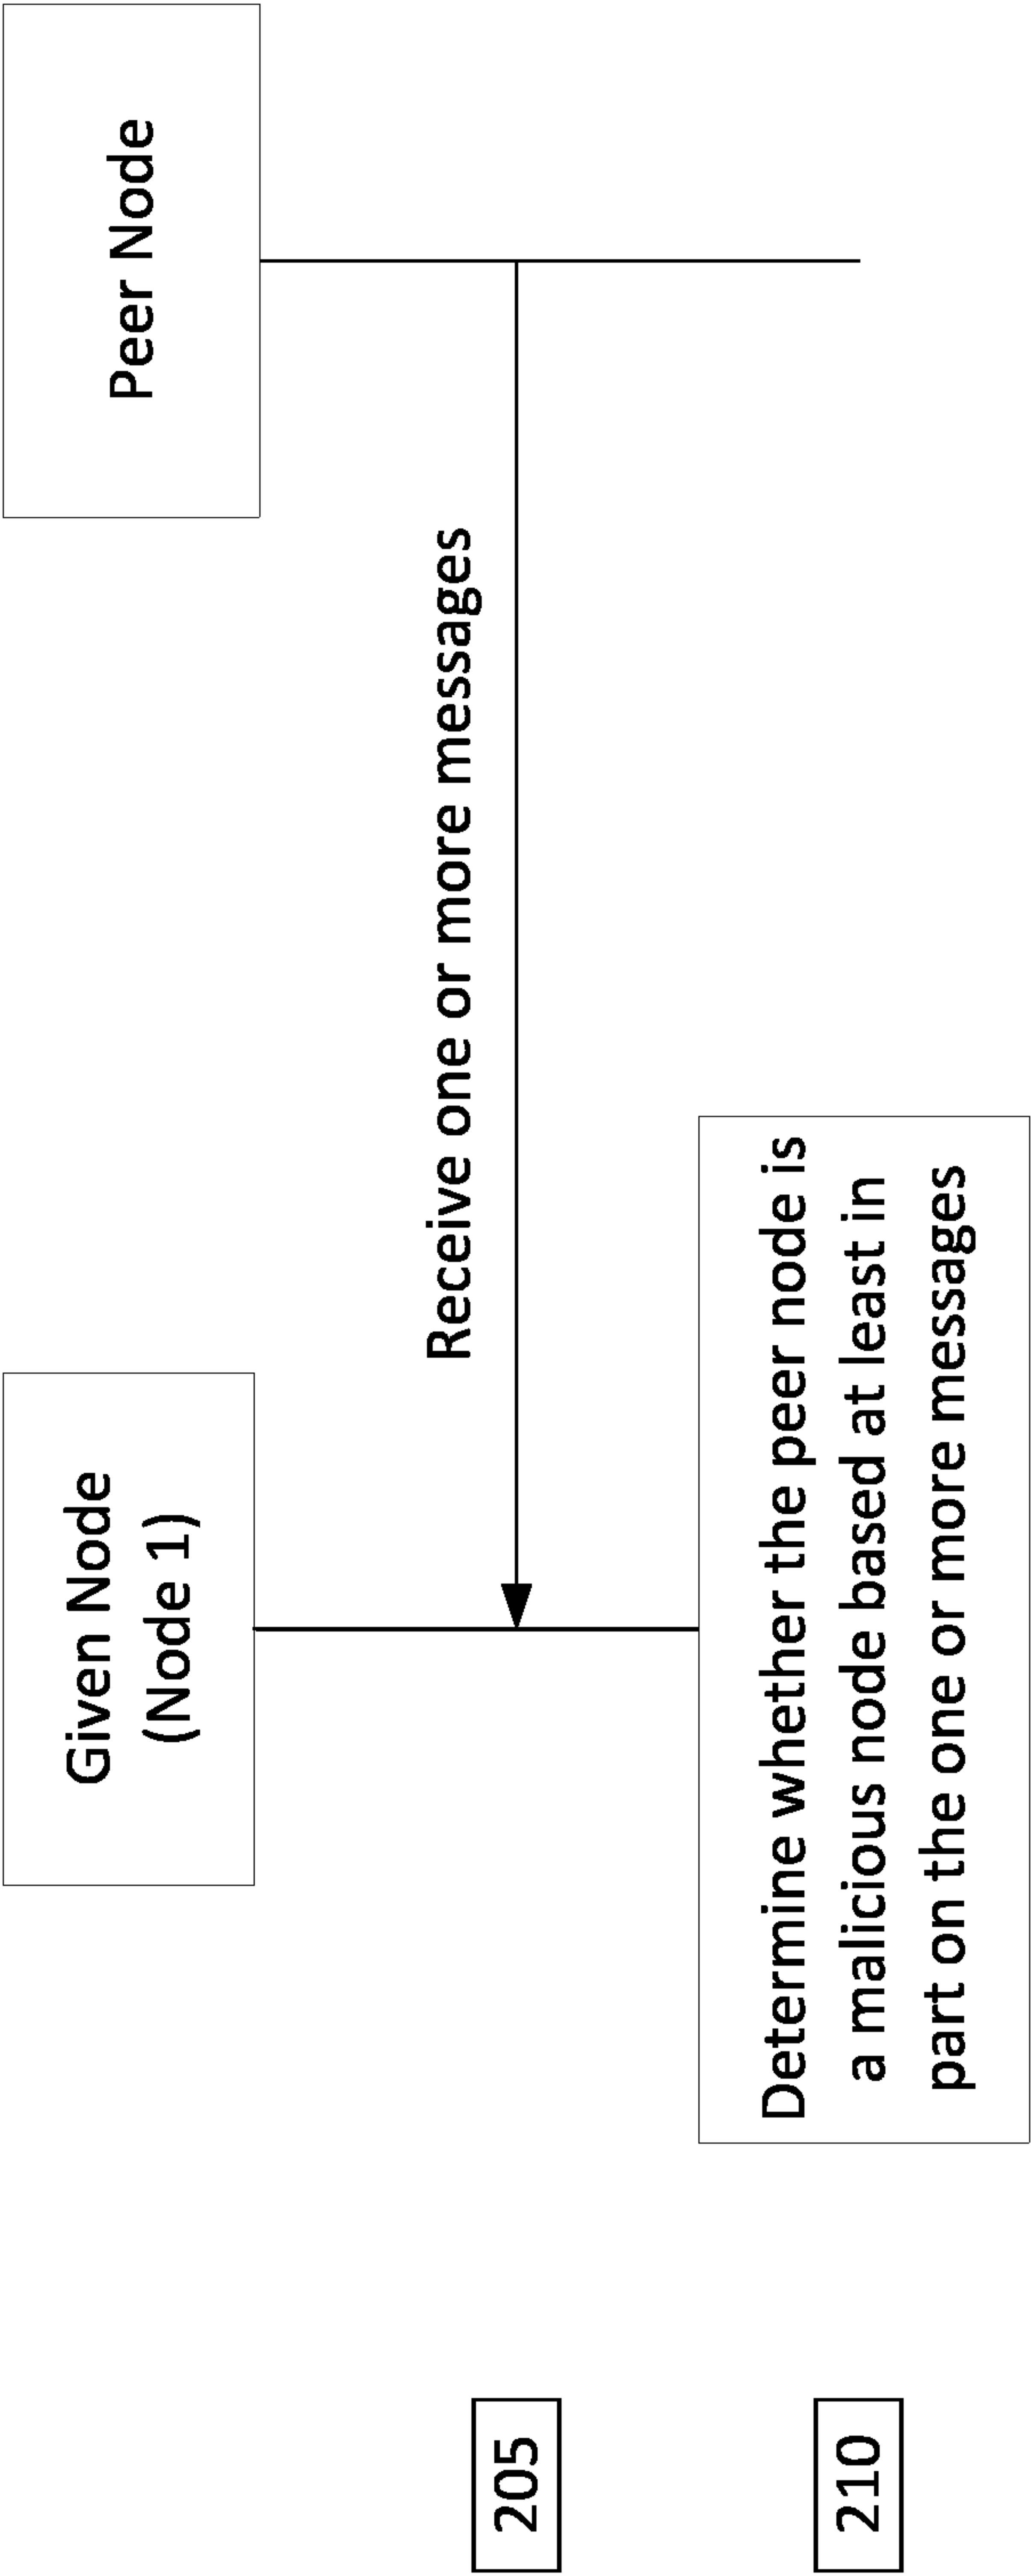 Given Node
(Node 1)
Peer Node
205
Receive one or more messages
210
Determine whether the peer node is
a malicious node based at least in
part on the one or more messages